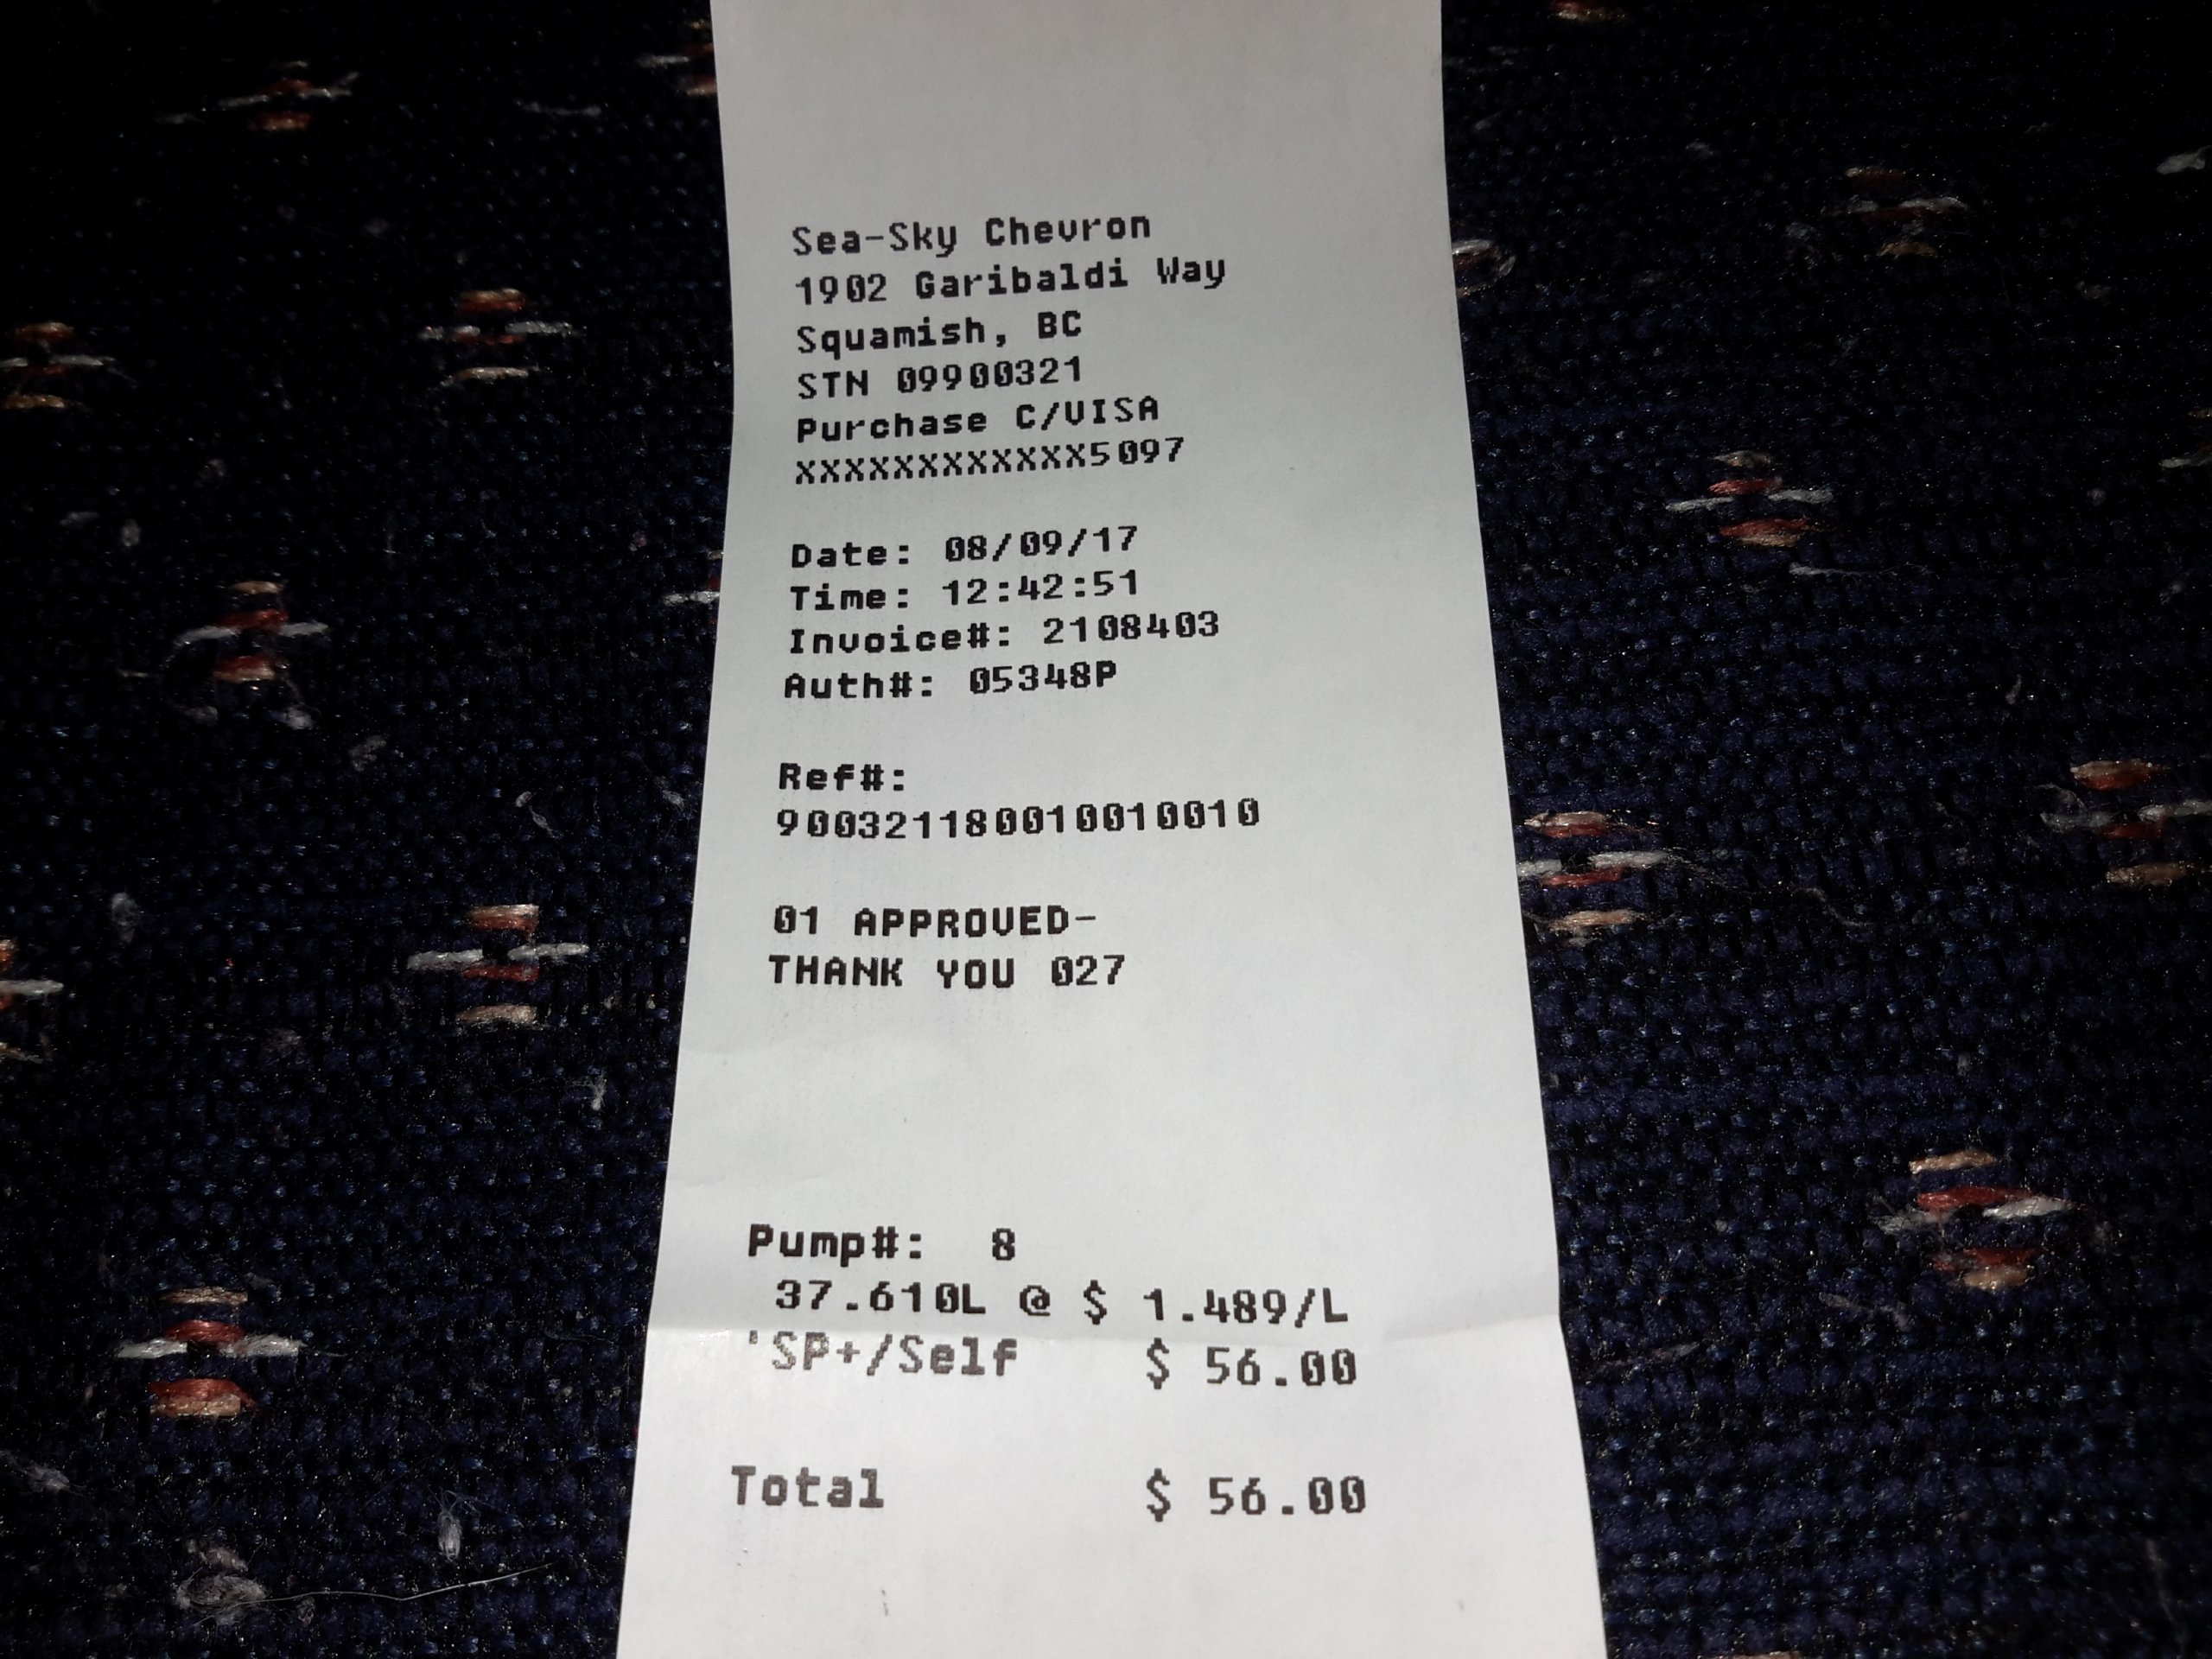 Sea-Sky Chevron
1902 Garibaldi Way
Squamish, BC
STN 09900321
Purchase C/VISA
XXXXXXXXXXXX5097
Date: 08/09/17
Time: 12:42:51
Invoice#: 2108403
Auth#: 05348P
Ref#:
900321180010010010
01 APPROVED-
THANK YOU 027
Pump#: 8
37.610L @ $ 1.489/L
'SP+/Self $ 56.00
Total $ 56.00